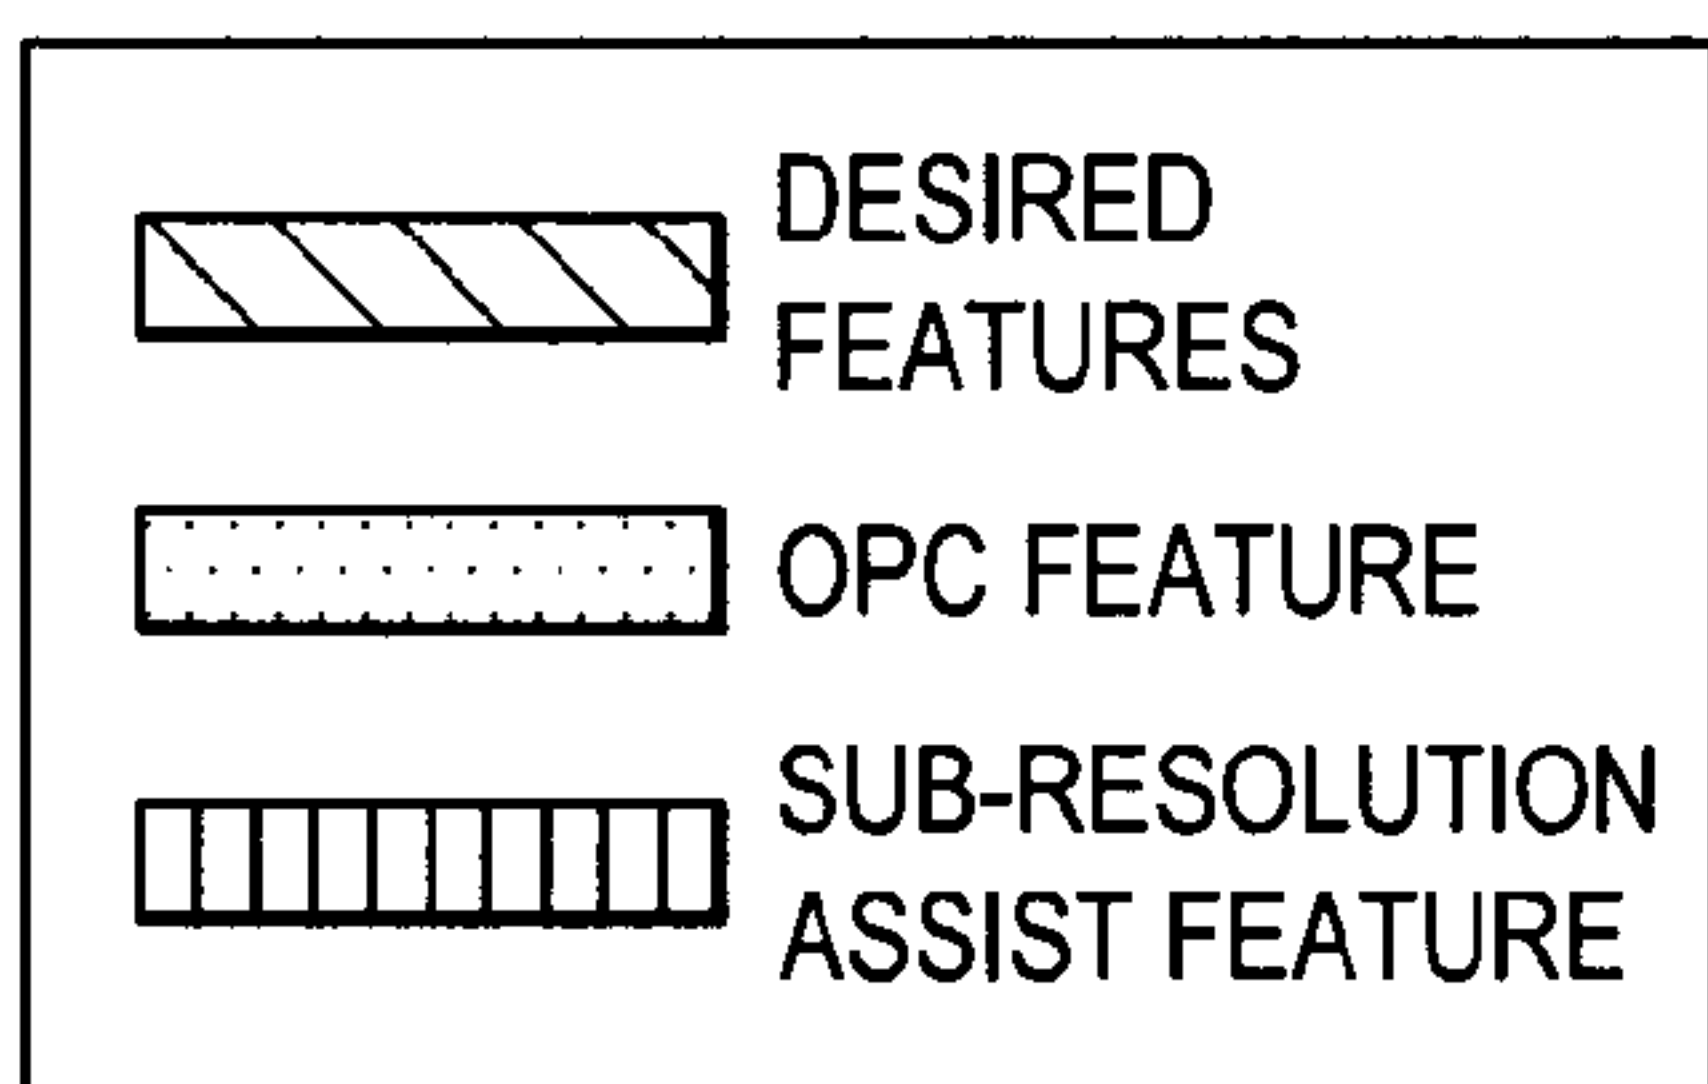 DESIRED
FEATURES
OPC FEATURE
SUB-RESOLUTION
ASSIST FEATURE